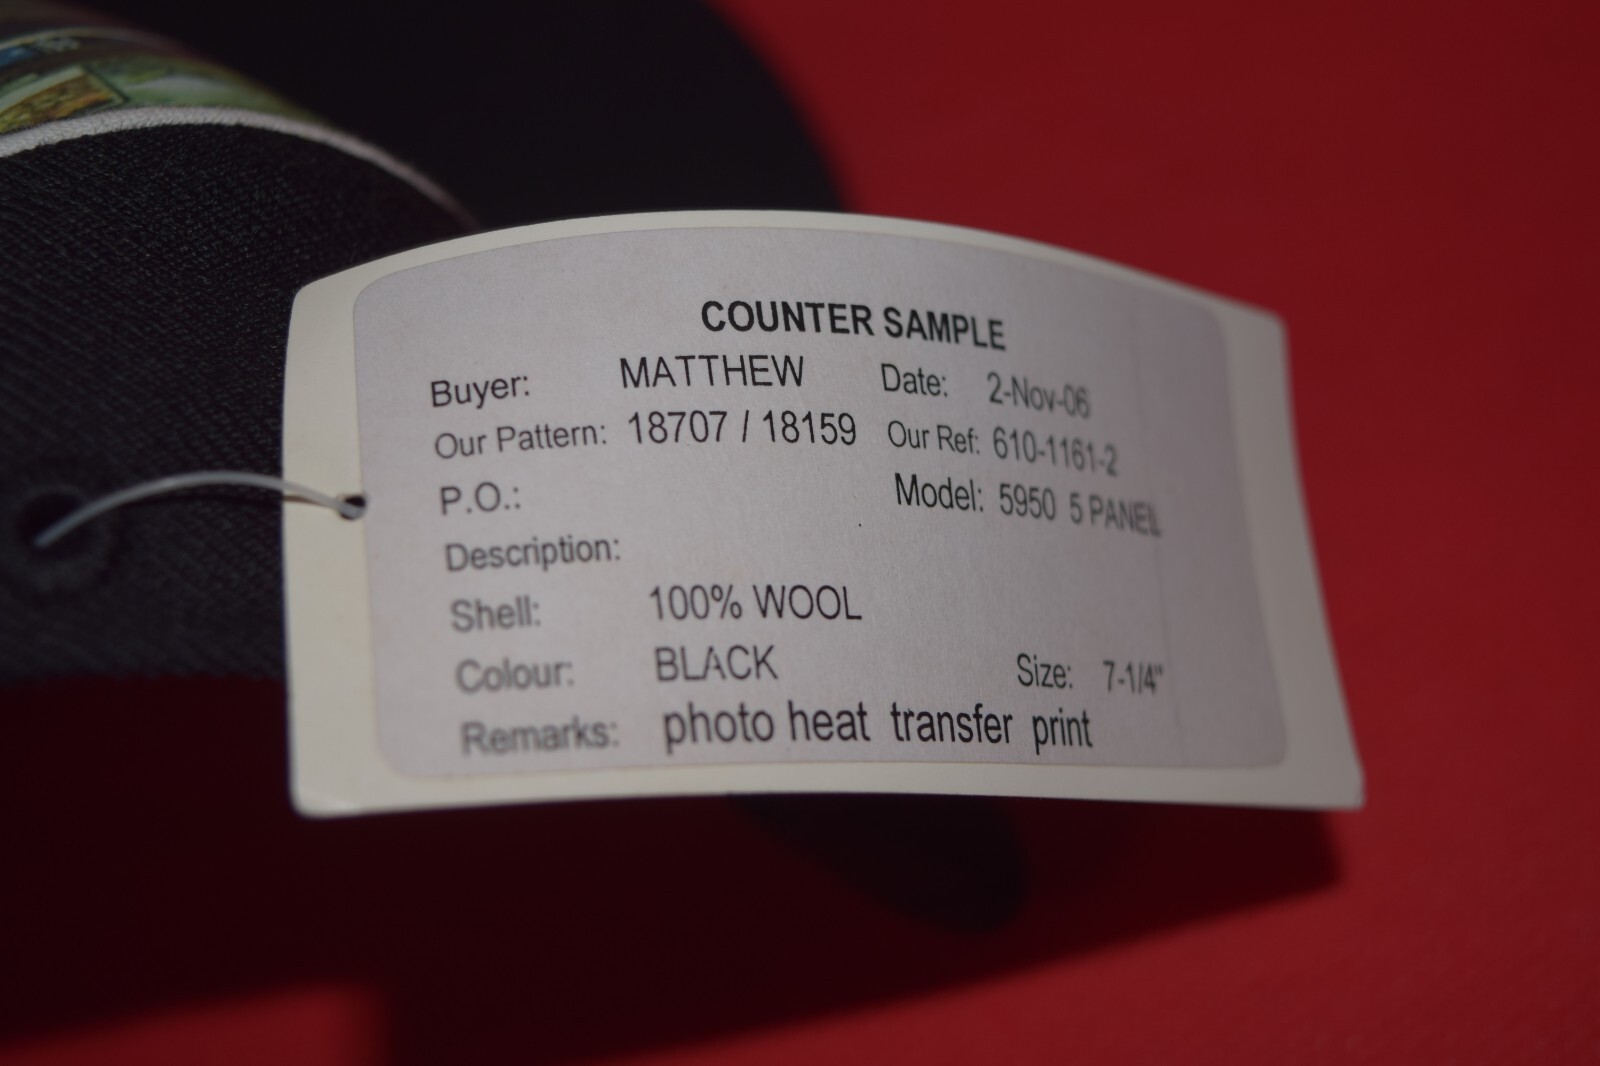 COUNTER SAMPLE
Buyer: MATTHEW Date: 2-Nov-06
Our Pattern: 18707 / 18159 Our Ref: 610-1161-2
P.O.: Model: 5950 5 PANEL
Description:
Shell: 100% WOOL
Colour: BLACK Size: 7-1/4"
Remarks: photo heat transfer print